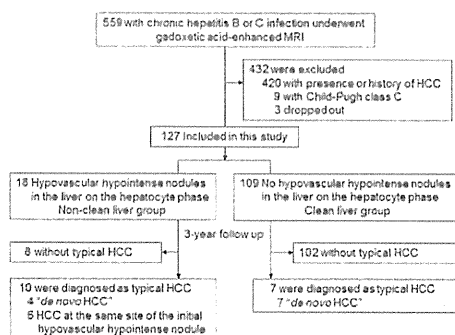 559 with chronic hepatitis B or C infection underwent
gadoxetic acid-enhanced MRI
432 were excluded
420 with presence or history of HCC
9 with Child-Pugh class C
3 dropped out
127 Included in this study
18 Hypovascular hypointense nodules
in the liver on the hepatocyte phase
Non-clean liver group
109 No hypovascular hypointense nodules
in the liver on the hepatocyte phase
Clean liver group
3-year follow up
8 without typical HCC
102 without typical HCC
10 were diagnosed as typical HCC
4 "de novo HCC"
6 HCC at the same site of the initial
hypovascular hypointense nodule
7 were diagnosed as typical HCC
7 "de novo HCC"